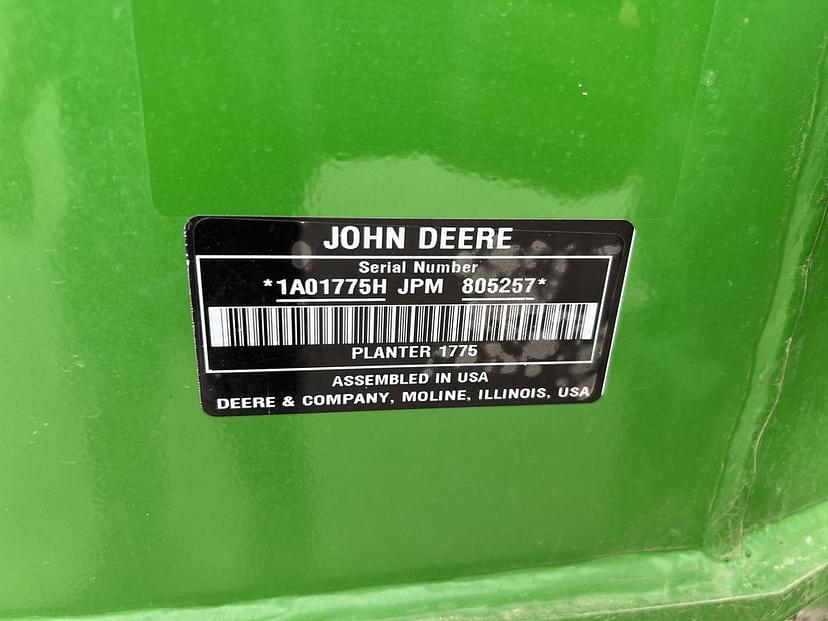 JOHN DEERE
Serial Number
*1A01775H JPM 805257*
PLANTER 1775
ASSEMBLED IN USA
DEERE & COMPANY, MOLINE, ILLINOIS, USA